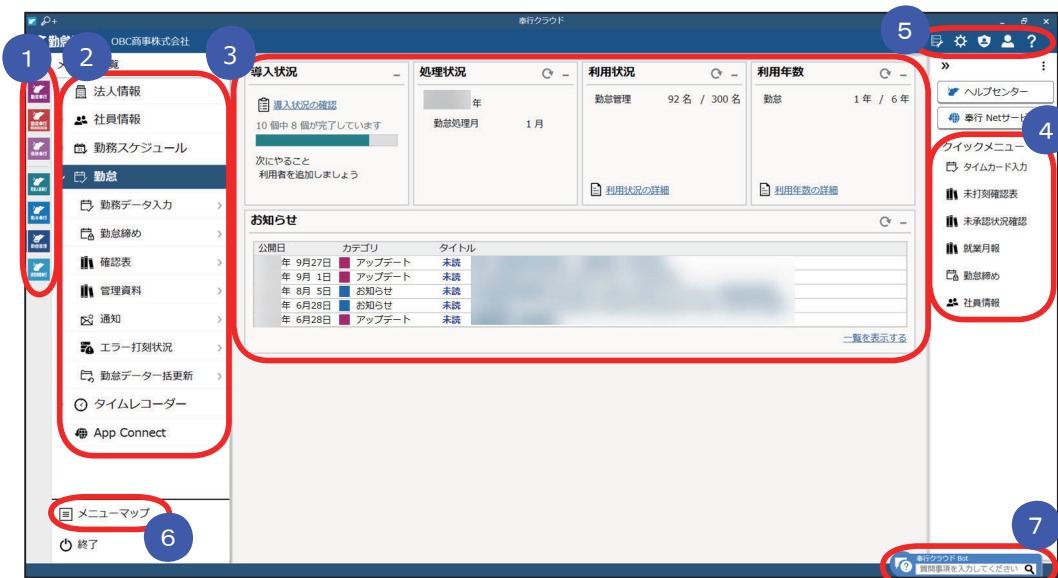 奉行クラウド
OBC商事株式会社
5
1
2
3
法人情報
社員情報
勤務スケジュール
勤怠
勤務データ入力
勤怠締め
確認表
管理資料
通知
エラー打刻状況
勤怠データ一括更新
タイムレコーダー
App Connect
メニューマップ
6
終了
導入状況
導入状況の確認
10 個中 8 個が完了しています
次にやること
利用者を追加しましょう
処理状況
年
勤怠処理月 1 月
利用状況
勤怠管理 92 名 / 300 名
利用状況の詳細
利用年数
勤怠 1 年 / 6 年
利用年数の詳細
お知らせ
公開日 カテゴリ タイトル
年 9月27日 アップデート 未読
年 9月 1日 アップデート 未読
年 8月 5日 お知らせ 未読
年 6月28日 お知らせ 未読
年 6月28日 アップデート 未読
一覧を表示する
ヘルプセンター
奉行 Netサー
4
クイックメニュー
タイムカード入力
未打刻確認表
未承認状況確認
就業月報
勤怠締め
社員情報
7
奉行クラウド Bot
質問事項を入力してください